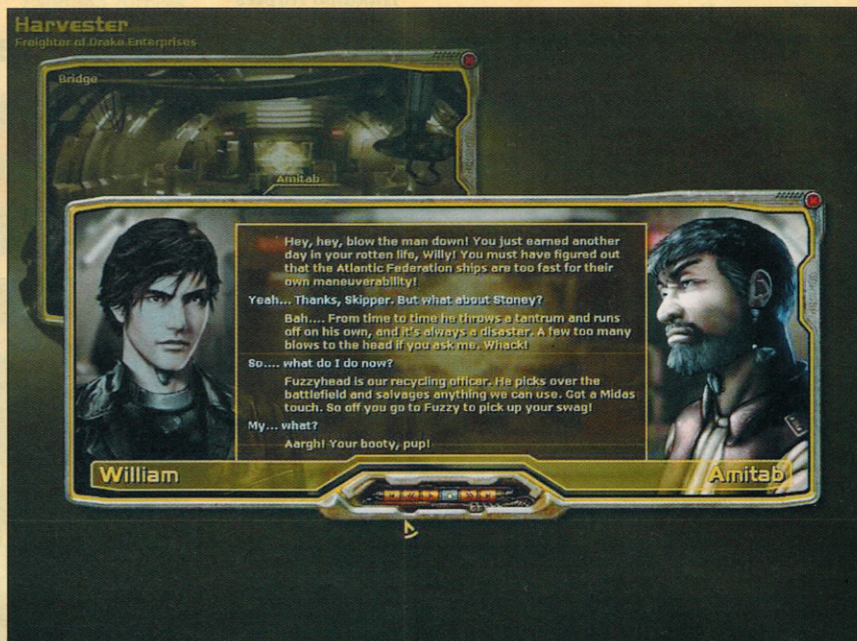 Harvester
Freighter of Drake Enterprises
Bridge
Amitab
Hey, hey, blow the man down! You just earned another
day in your rotten life, Willy! You must have figured out
that the Atlantic Federation ships are too fast for their
own maneuverability!
Yeah... Thanks, Skipper. But what about Stoney?
Bah.... From time to time he throws a tantrum and runs
off on his own, and it's always a disaster. A few too many
blows to the head if you ask me. Whack!
So.... what do I do now?
Fuzzyhead is our recycling officer. He picks over the
battlefield and salvages anything we can use. Got a Midas
touch. So off you go to Fuzzy to pick up your swag!
My... what?
Aargh! Your booty, pup!
William
Amitab